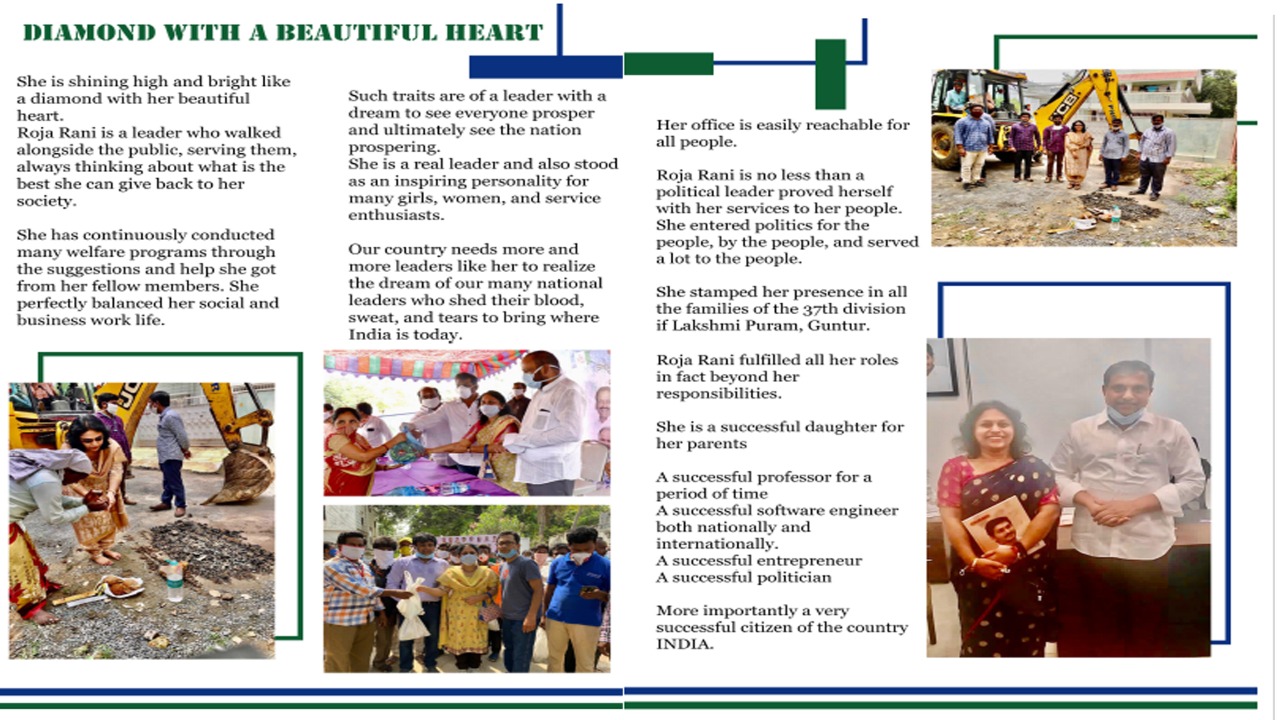 DIAMOND WITH A BEAUTIFUL HEART
She is shining high and bright like
a diamond with her beautiful
heart.
Roja Rani is a leader who walked
alongside the public, serving them,
always thinking about what is the
best she can give back to her
society.
She has continuously conducted
many welfare programs through
the suggestions and help she got
from her fellow members. She
perfectly balanced her social and
business work life.
Such traits are of a leader with a
dream to see everyone prosper
and ultimately see the nation
prospering.
She is a real leader and also stood
as an inspiring personality for
many girls, women, and service
enthusiasts.
Our country needs more and
more leaders like her to realize
the dream of our many national
leaders who shed their blood,
sweat, and tears to bring where
India is today.
Her office is easily reachable for
all people.
Roja Rani is no less than a
political leader proved herself
with her services to her people.
She entered politics for the
people, by the people, and served
a lot to the people.
She stamped her presence in all
the families of the 37th division
if Lakshmi Puram, Guntur.
Roja Rani fulfilled all her roles
in fact beyond her
responsibilities.
She is a successful daughter for
her parents
A successful professor for a
period of time
A successful software engineer
both nationally and
internationally.
A successful entrepreneur
A successful politician
More importantly a very
successful citizen of the country
INDIA.
JCB
JCB